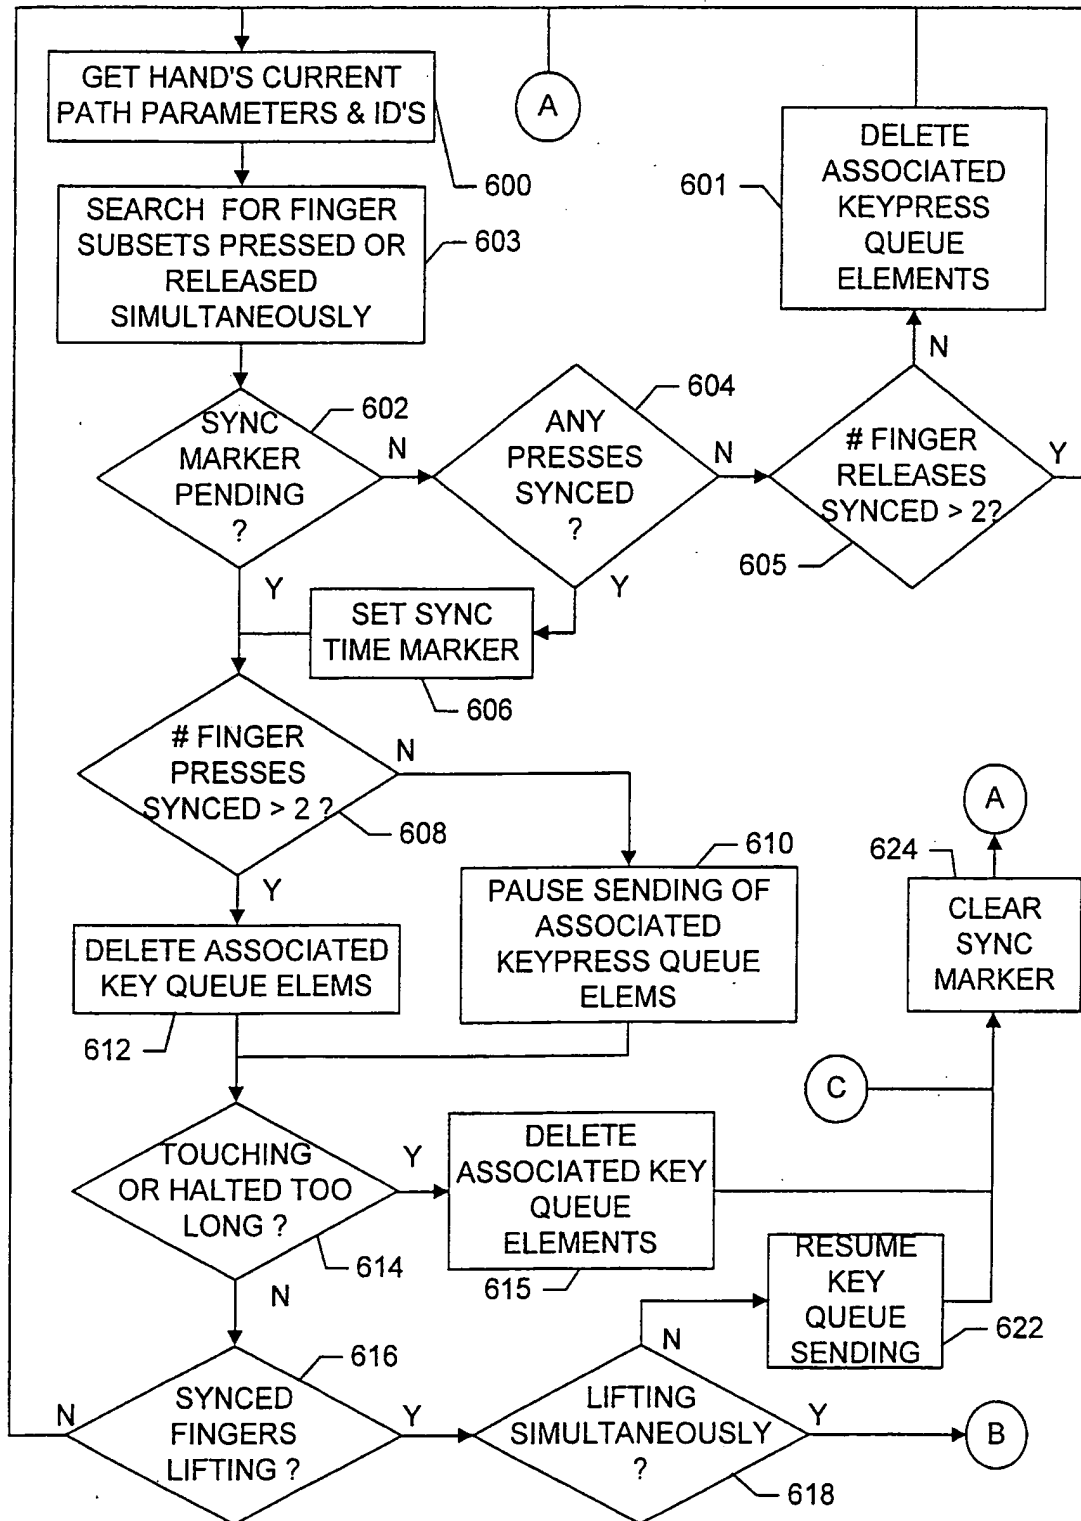 GET HAND'S CURRENT
PATH PARAMETERS & ID'S
600
A
DELETE
ASSOCIATED
KEYPRESS
QUEUE
ELEMENTS
601
SEARCH FOR FINGER
SUBSETS PRESSED OR
RELEASED
SIMULTANEOUSLY
603
SYNC
MARKER
PENDING
?
602
N
Y
ANY
PRESSES
SYNCED
?
604
N
Y
# FINGER
RELEASES
SYNCED > 2?
605
N
Y
SET SYNC
TIME MARKER
606
# FINGER
PRESSES
SYNCED > 2 ?
608
N
Y
PAUSE SENDING OF
ASSOCIATED
KEYPRESS QUEUE
ELEMS
610
DELETE ASSOCIATED
KEY QUEUE ELEMS
612
A
624
CLEAR
SYNC
MARKER
C
TOUCHING
OR HALTED TOO
LONG ?
614
Y
N
DELETE
ASSOCIATED KEY
QUEUE
ELEMENTS
615
RESUME
KEY
QUEUE
SENDING
622
SYNCED
FINGERS
LIFTING ?
616
N
Y
LIFTING
SIMULTANEOUSLY
?
618
N
Y
B